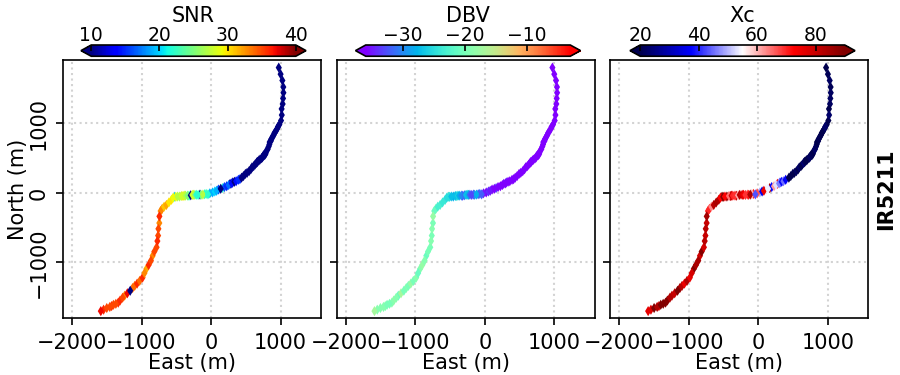 SNR DBV Xc
10 20 30 40 −30 −20 −10 20 40 60 80
North (m)
1000
0
−1000
IR5211
−2000 −1000 0 1000 −2000 −1000 0 1000 −2000 −1000 0 1000
East (m) East (m) East (m)